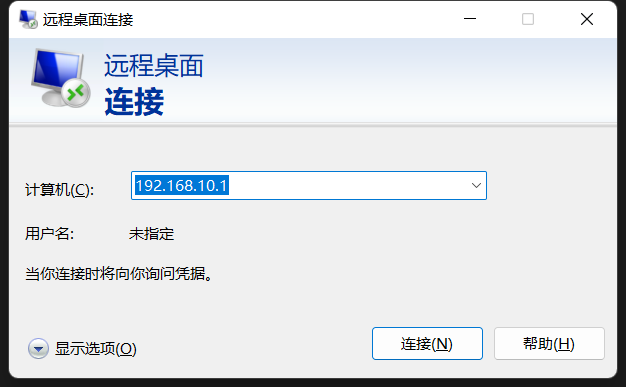 远程桌面连接
远程桌面
连接
计算机(C):
192.168.10.1
用户名:
未指定
当你连接时将向你询问凭据。
显示选项(O)
连接(N)
帮助(H)